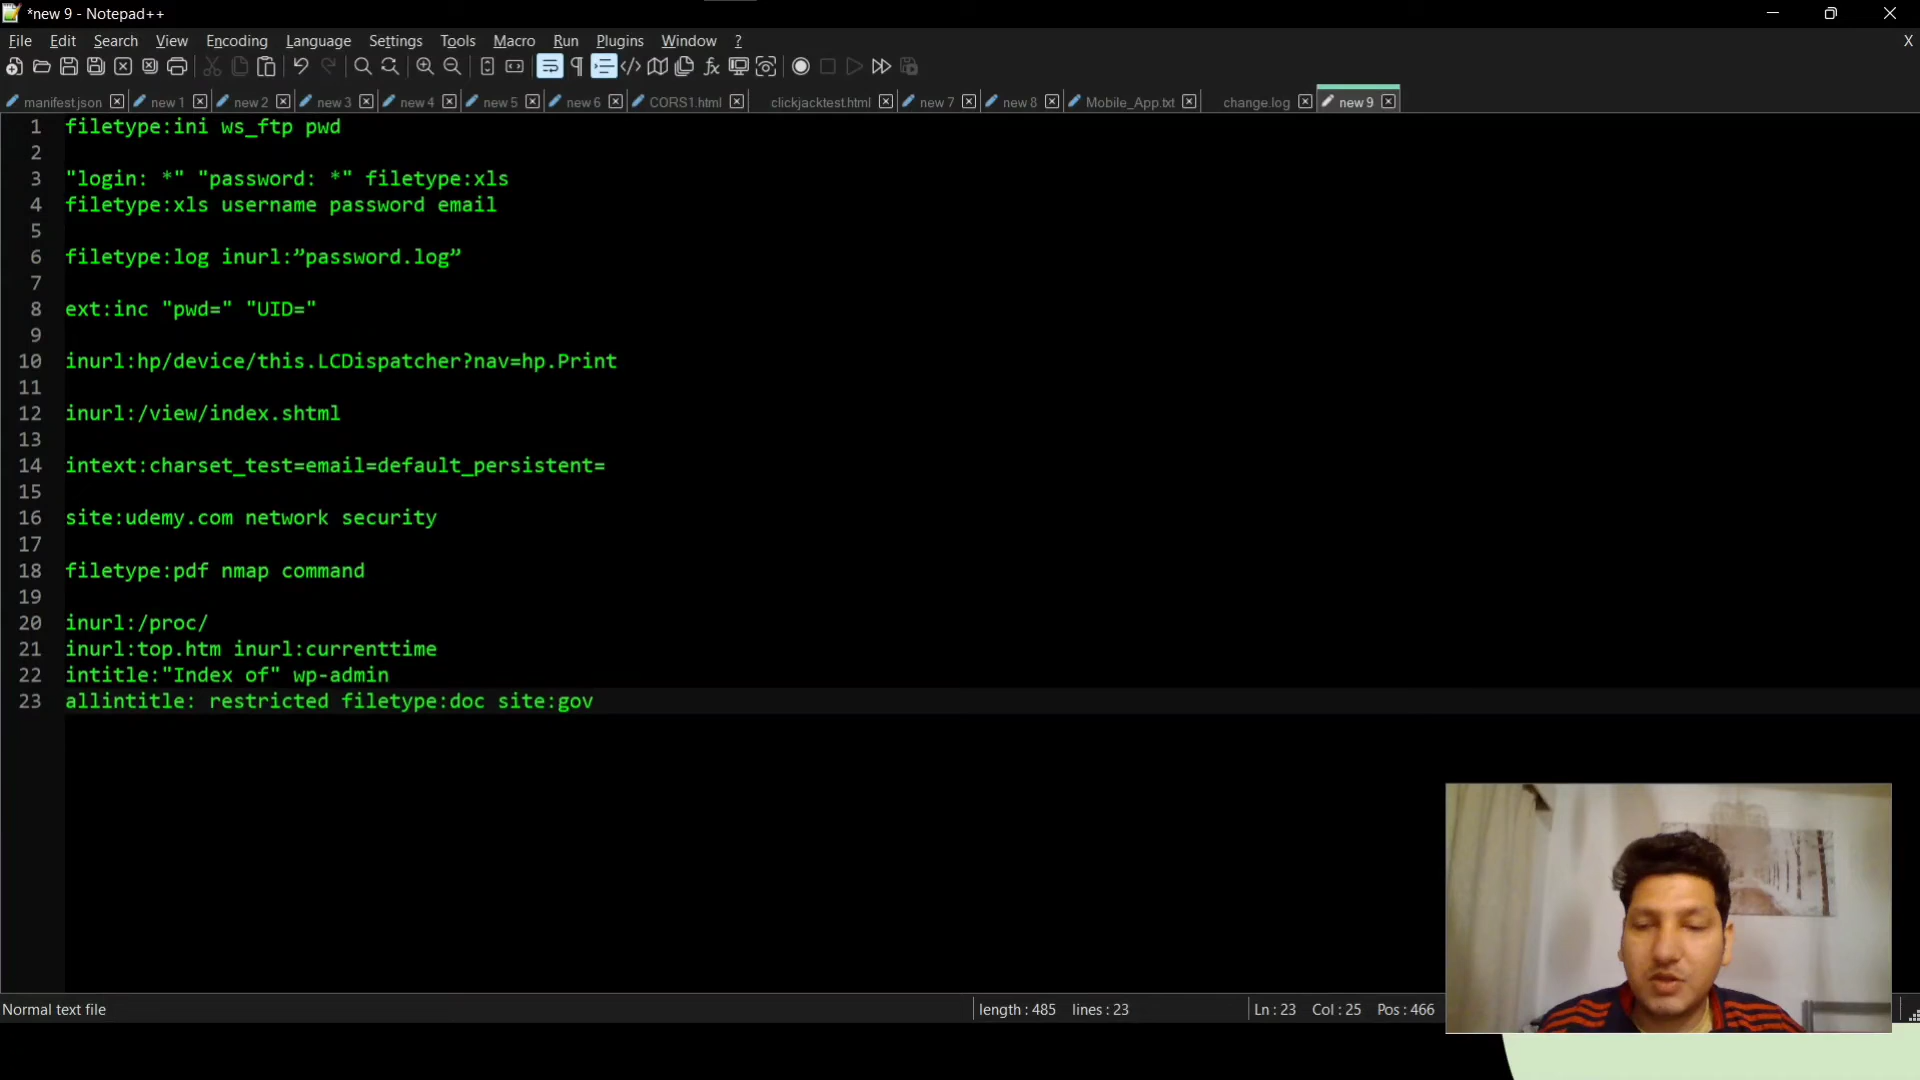 *new 9 - Notepad++
File Edit Search View Encoding Language Settings Tools Macro Run Plugins Window ?
X
manifest.json new 1 new 2 new 3 new 4 new 5 new 6 CORS1.html clickjacktest.html new 7 new 8 Mobile_App.txt change.log new 9
1 filetype:ini ws_ftp pwd
2
3 "login: *" "password: *" filetype:xls
4 filetype:xls username password email
5
6 filetype:log inurl:”password.log”
7
8 ext:inc "pwd=" "UID="
9
10 inurl:hp/device/this.LCDispatcher?nav=hp.Print
11
12 inurl:/view/index.shtml
13
14 intext:charset_test=email=default_persistent=
15
16 site:udemy.com network security
17
18 filetype:pdf nmap command
19
20 inurl:/proc/
21 inurl:top.htm inurl:currenttime
22 intitle:"Index of" wp-admin
23 allintitle: restricted filetype:doc site:gov
Normal text file length : 485 lines : 23 Ln : 23 Col : 25 Pos : 466